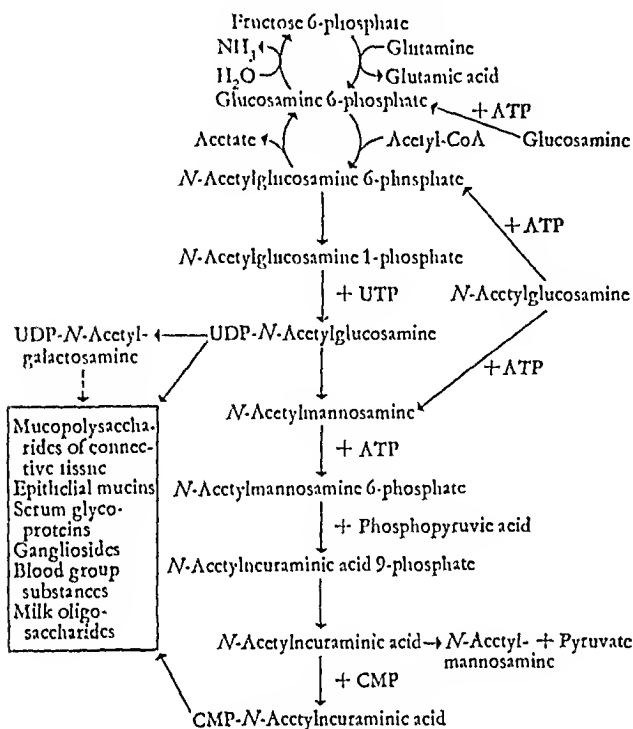 Fructose 6-phosphate
NH3 Glutamine
H2O Glutamic acid
Glucosamine 6-phosphate + ATP
Acetate Acetyl-CoA Glucosamine
N-Acetylglucosamine 6-phosphate
+ ATP
N-Acetylglucosamine 1-phosphate
+ UTP N-Acetylglucosamine
UDP-N-Acetyl- UDP-N-Acetylglucosamine
galactosamine
+ ATP
N-Acetylmannosamine
Mucopolysaccha-
rides of connec-
tive tissue
Epithelial mucins
Serum glyco-
proteins
Gangliosides
Blood group
substances
Milk oligo-
saccharides
+ ATP
N-Acetylmannosamine 6-phosphate
+ Phosphopyruvic acid
N-Acetylneuraminic acid 9-phosphate
N-Acetylneuraminic acid N-Acetyl- + Pyruvate
mannosamine
+ CMP
CMP-N-Acetylneuraminic acid